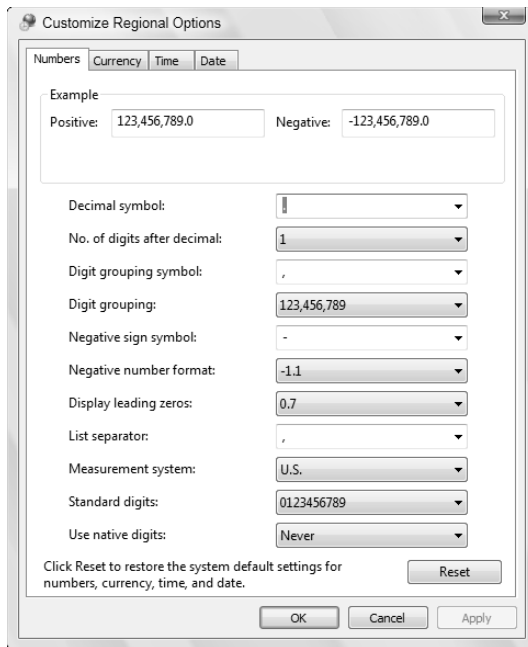 Customize Regional Options
x
Numbers Currency Time Date
Example
Positive: 123,456,789.0 Negative: -123,456,789.0
Decimal symbol: .
No. of digits after decimal: 1
Digit grouping symbol: ,
Digit grouping: 123,456,789
Negative sign symbol: -
Negative number format: -1.1
Display leading zeros: 0.7
List separator: ,
Measurement system: U.S.
Standard digits: 0123456789
Use native digits: Never
Click Reset to restore the system default settings for
numbers, currency, time, and date.
Reset
OK Cancel Apply